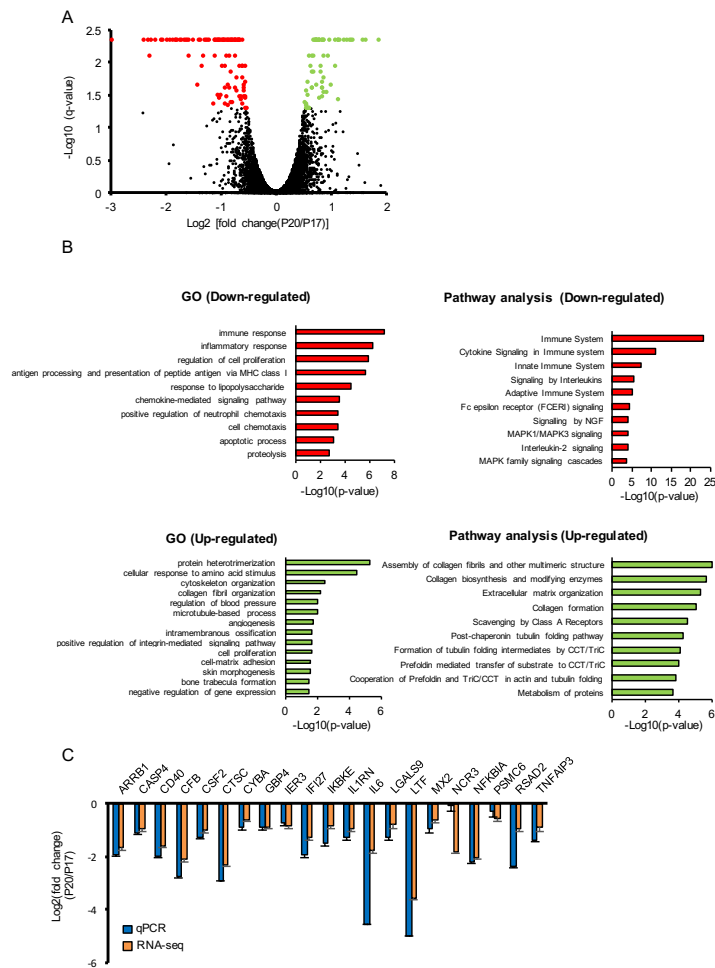 A
2.5
2
1.5
1
0.5
0
-Log10 (q-value)
-3 -2 -1 0 1 2
Log2 [fold change(P20/P17)]
B
GO (Down-regulated)
immune response
inflammatory response
regulation of cell proliferation
antigen processing and presentation of peptide antigen via MHC class I
response to lipopolysaccharide
chemokine-mediated signaling pathway
positive regulation of neutrophil chemotaxis
cell chemotaxis
apoptotic process
proteolysis
0 2 4 6 8
-Log10(p-value)
Pathway analysis (Down-regulated)
Immune System
Cytokine Signaling in Immune system
Innate Immune System
Signaling by Interleukins
Adaptive Immune System
Fc epsilon receptor (FCERI) signaling
Signalling by NGF
MAPK1/MAPK3 signaling
Interleukin-2 signaling
MAPK family signaling cascades
0 5 10 15 20 25
-Log10(p-value)
GO (Up-regulated)
protein heterotrimerization
cellular response to amino acid stimulus
cytoskeleton organization
collagen fibril organization
regulation of blood pressure
microtubule-based process
angiogenesis
intramembranous ossification
positive regulation of integrin-mediated signaling pathway
cell proliferation
cell-matrix adhesion
skin morphogenesis
bone trabecula formation
negative regulation of gene expression
0 2 4 6
-Log10(p-value)
Pathway analysis (Up-regulated)
Assembly of collagen fibrils and other multimeric structure
Collagen biosynthesis and modifying enzymes
Extracellular matrix organization
Collagen formation
Scavenging by Class A Receptors
Post-chaperonin tubulin folding pathway
Formation of tubulin folding intermediates by CCT/TriC
Prefoldin mediated transfer of substrate to CCT/TriC
Cooperation of Prefoldin and TriC/CCT in actin and tubulin folding
Metabolism of proteins
0 2 4 6
-Log10(p-value)
C
ARRB1 CASP4 CD40 CFB CSF2 CTSC CYBA GBP4 IER3 IFI27 IKBKE IL1RN IL6 LGALS9 LTF MX2 NCR3 NFKBIA PSMC6 RSAD2 TNFAIP3
0
-2
-4
-6
Log2(fold change)
(P20/P17)
qPCR
RNA-seq